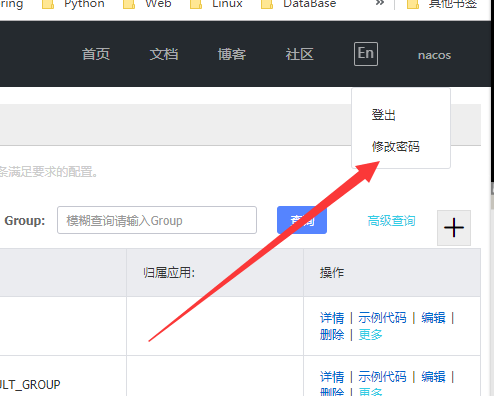 ring Python Web Linux DataBase » 其他书签
首页 文档 博客 社区 En nacos
登出
修改密码
条满足要求的配置。
Group: 模糊查询请输入Group 查询 高级查询
归属应用: 操作
详情 | 示例代码 | 编辑 |
删除 | 更多
ULT_GROUP
详情 | 示例代码 | 编辑 |
删除 | 更多